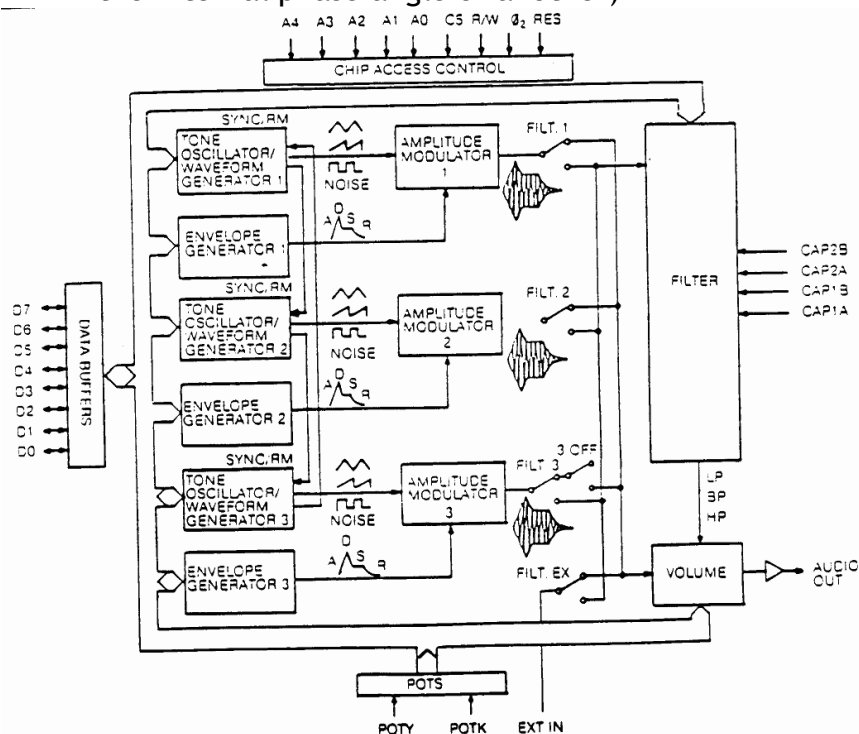 A4 A3 A2 A1 A0 CS R/W Ø2 RES
CHIP ACCESS CONTROL
SYNC/RM
TONE
OSCILLATOR/
WAVEFORM
GENERATOR 1
NOISE
AMPLITUDE
MODULATOR
1
FILT. 1
A D S R
ENVELOPE
GENERATOR 1
SYNC/RM
TONE
OSCILLATOR/
WAVEFORM
GENERATOR 2
NOISE
AMPLITUDE
MODULATOR
2
FILT. 2
A D S R
ENVELOPE
GENERATOR 2
SYNC/RM
TONE
OSCILLATOR/
WAVEFORM
GENERATOR 3
NOISE
AMPLITUDE
MODULATOR
3
FILT. 3
3 OFF
A D S R
ENVELOPE
GENERATOR 3
FILT. EX
D7
D6
D5
D4
D3
D2
D1
D0
DATA BUFFERS
FILTER
CAP2B
CAP2A
CAP1B
CAP1A
LP
BP
HP
VOLUME
AUDIO
OUT
POTS
POTY POTX EXT IN